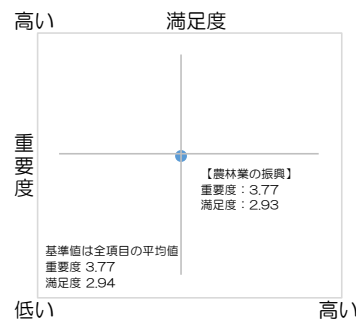 高い
満足度
重要度
【農林業の振興】
重要度：3.77
満足度：2.93
基準値は全項目の平均値
重要度 3.77
満足度 2.94
低い
高い